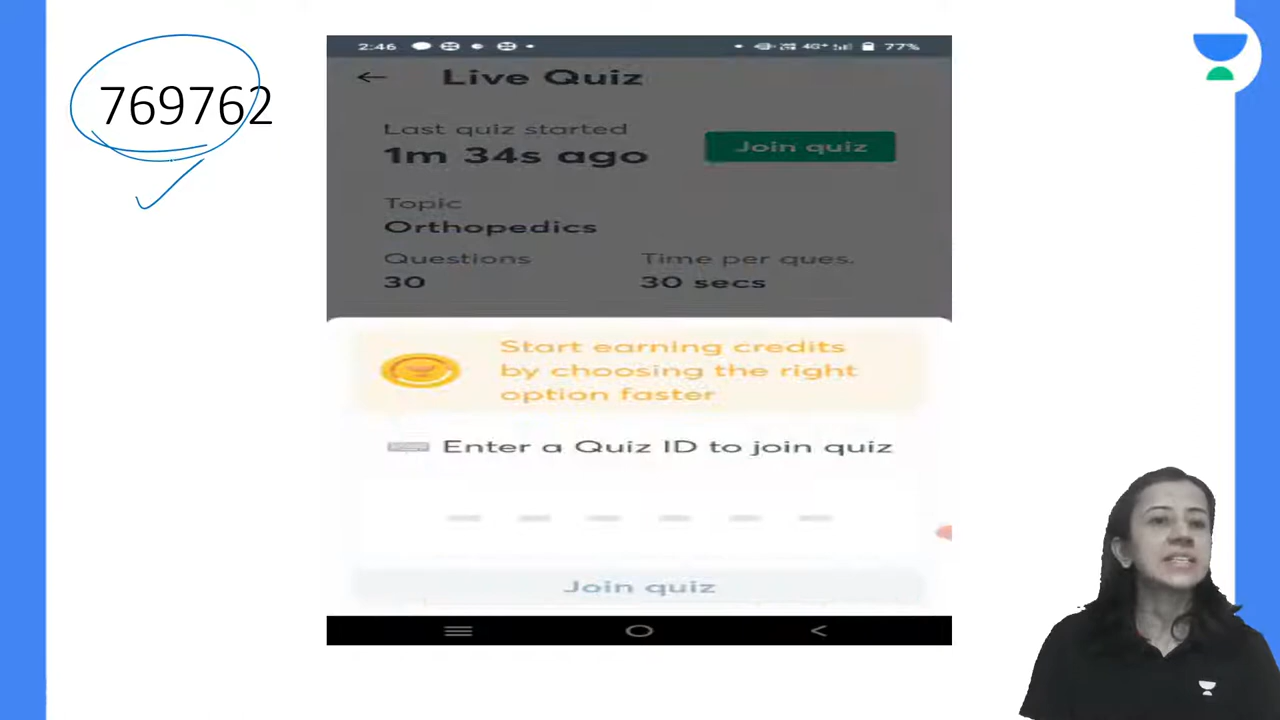 769762
2:46
4G+
77%
Live Quiz
Last quiz started
1m 34s ago
Join quiz
Topic
Orthopedics
Questions
Time per ques.
30
30 secs
Start earning credits
by choosing the right
option faster
Enter a Quiz ID to join quiz
Join quiz